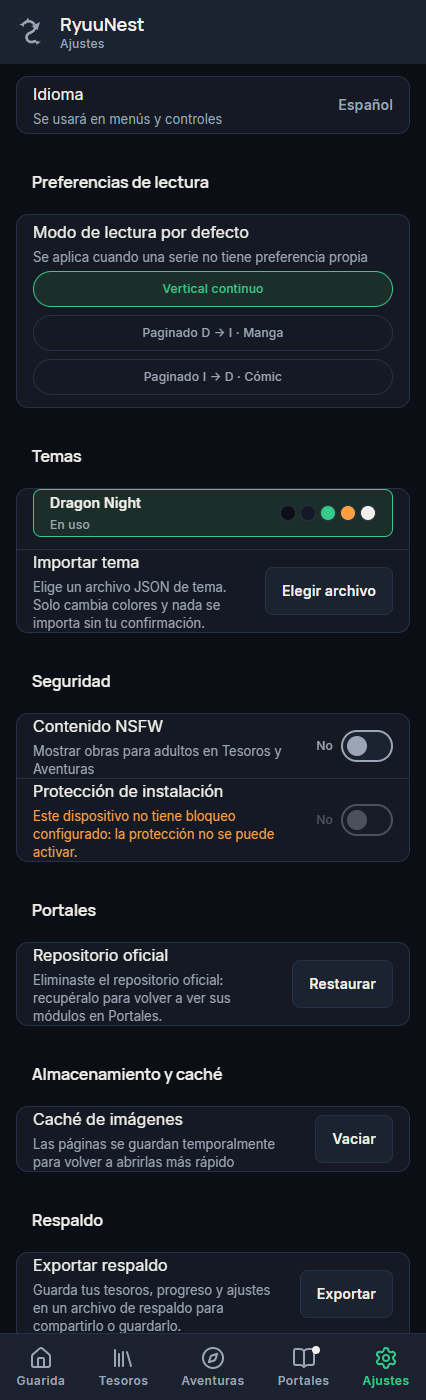 RyuuNest
Ajustes
Idioma
Se usará en menús y controles
Español
Preferencias de lectura
Modo de lectura por defecto
Se aplica cuando una serie no tiene preferencia propia
Vertical continuo
Paginado D → I · Manga
Paginado I → D · Cómic
Temas
Dragon Night
En uso
Importar tema
Elige un archivo JSON de tema.
Solo cambia colores y nada se
importa sin tu confirmación.
Elegir archivo
Seguridad
Contenido NSFW
Mostrar obras para adultos en Tesoros y
Aventuras
No
Protección de instalación
Este dispositivo no tiene bloqueo
configurado: la protección no se puede
activar.
No
Portales
Repositorio oficial
Eliminaste el repositorio oficial:
recupéralo para volver a ver sus
módulos en Portales.
Restaurar
Almacenamiento y caché
Caché de imágenes
Las páginas se guardan temporalmente
para volver a abrirlas más rápido
Vaciar
Respaldo
Exportar respaldo
Guarda tus tesoros, progreso y ajustes
en un archivo de respaldo para
compartirlo o guardarlo.
Exportar
Guarida
Tesoros
Aventuras
Portales
Ajustes